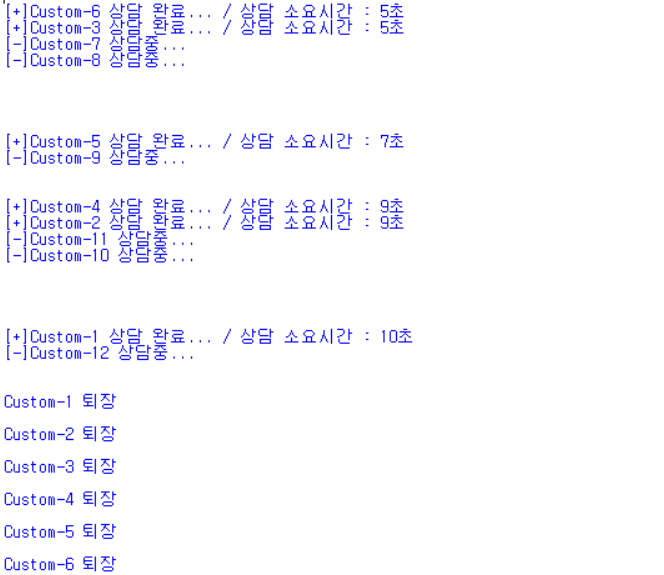 [+]Custom-6 상담 완료... / 상담 소요시간 : 5초
[+]Custom-3 상담 완료... / 상담 소요시간 : 5초
[-]Custom-7 상담중...
[-]Custom-8 상담중...
[+]Custom-5 상담 완료... / 상담 소요시간 : 7초
[-]Custom-9 상담중...
[+]Custom-4 상담 완료... / 상담 소요시간 : 9초
[+]Custom-2 상담 완료... / 상담 소요시간 : 9초
[-]Custom-11 상담중...
[-]Custom-10 상담중...
[+]Custom-1 상담 완료... / 상담 소요시간 : 10초
[-]Custom-12 상담중...
Custom-1 퇴장
Custom-2 퇴장
Custom-3 퇴장
Custom-4 퇴장
Custom-5 퇴장
Custom-6 퇴장